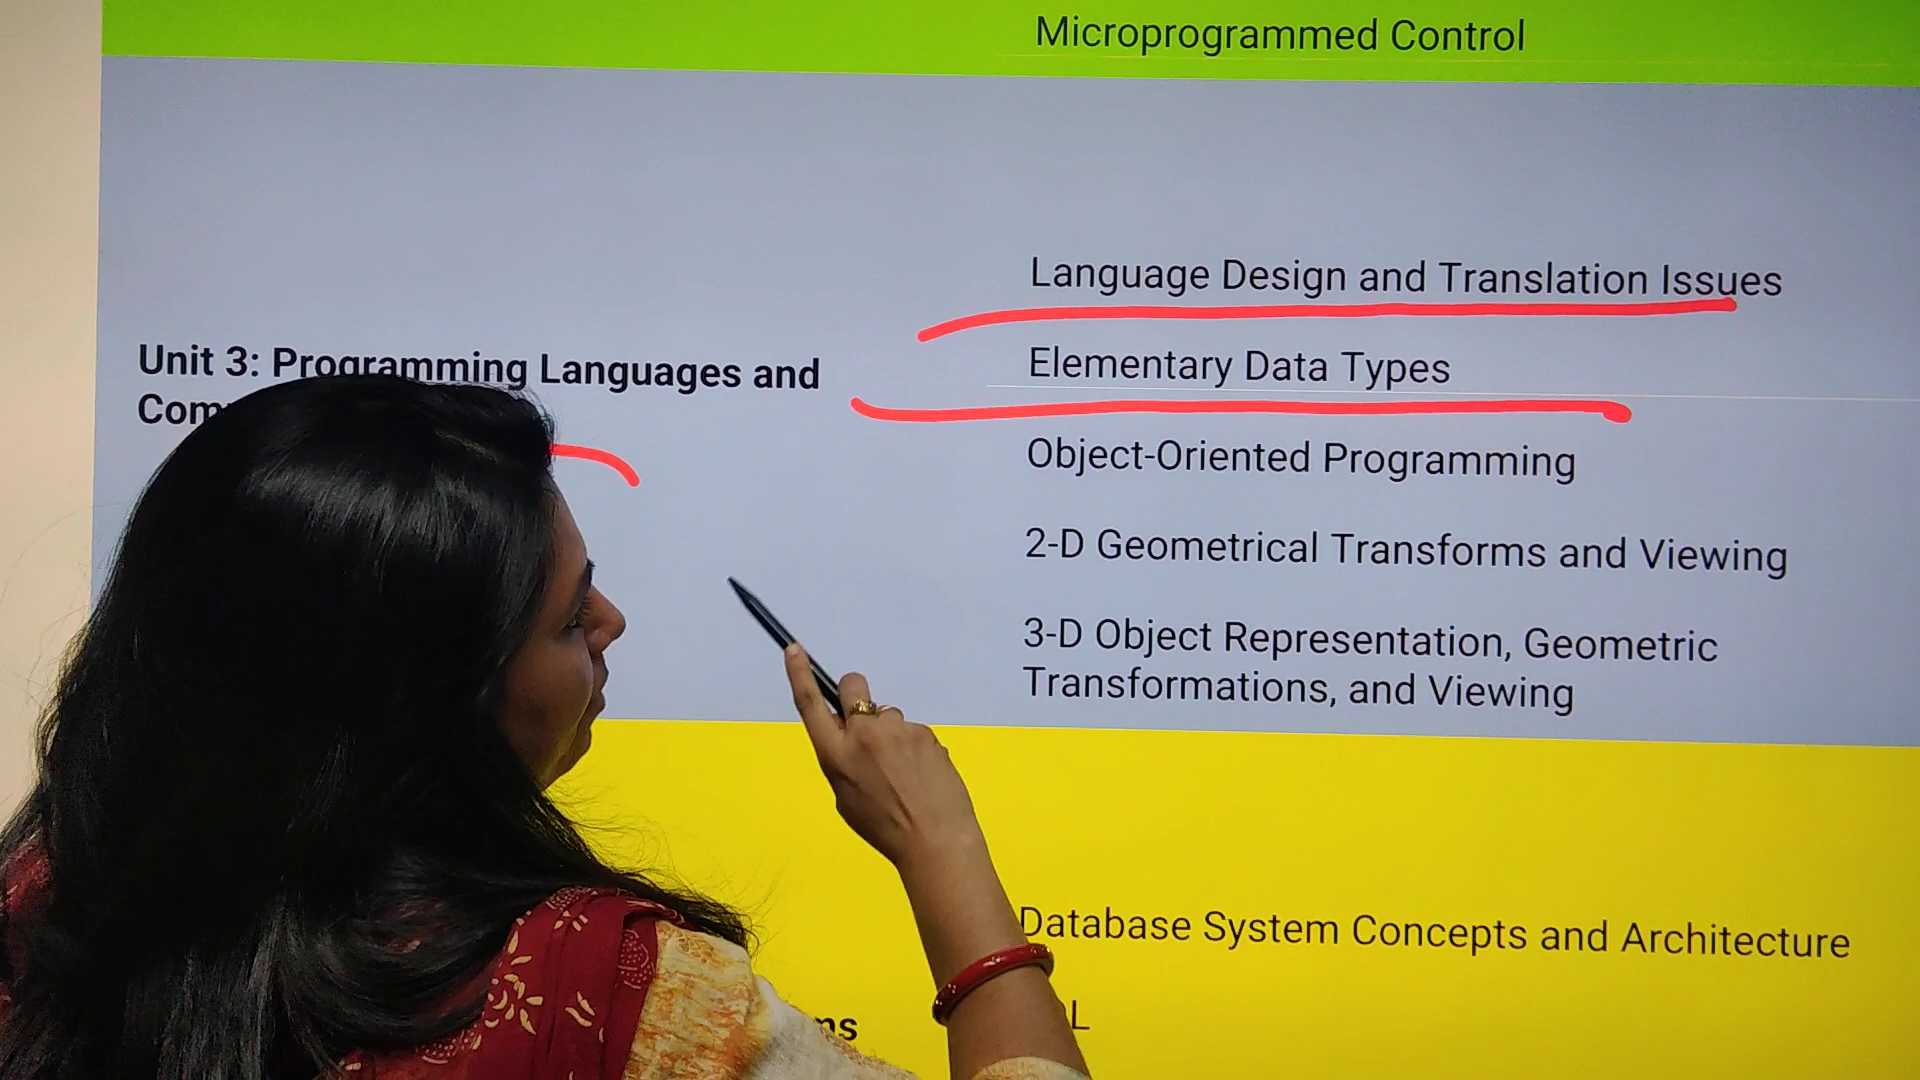 Microprogrammed Control
Language Design and Translation Issues
Unit 3: Programming Languages and
Elementary Data Types
Object-Oriented Programming
2-D Geometrical Transforms and Viewing
3-D Object Representation, Geometric
Transformations, and Viewing
Database System Concepts and Architecture